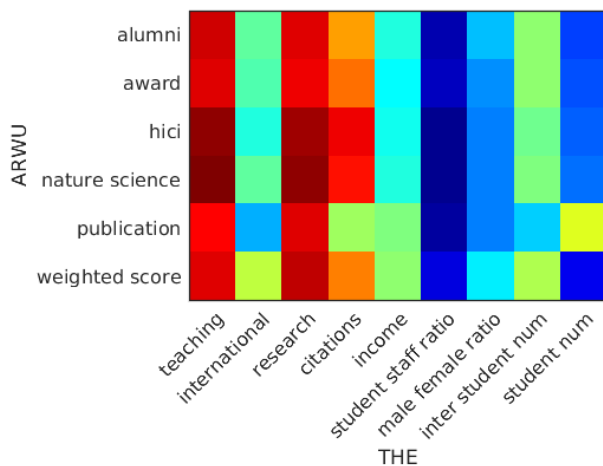 alumni
award
hici
ARWU
nature science
publication
weighted score
teaching
international
research
citations
income
student staff ratio
male female ratio
inter student num
student num
THE